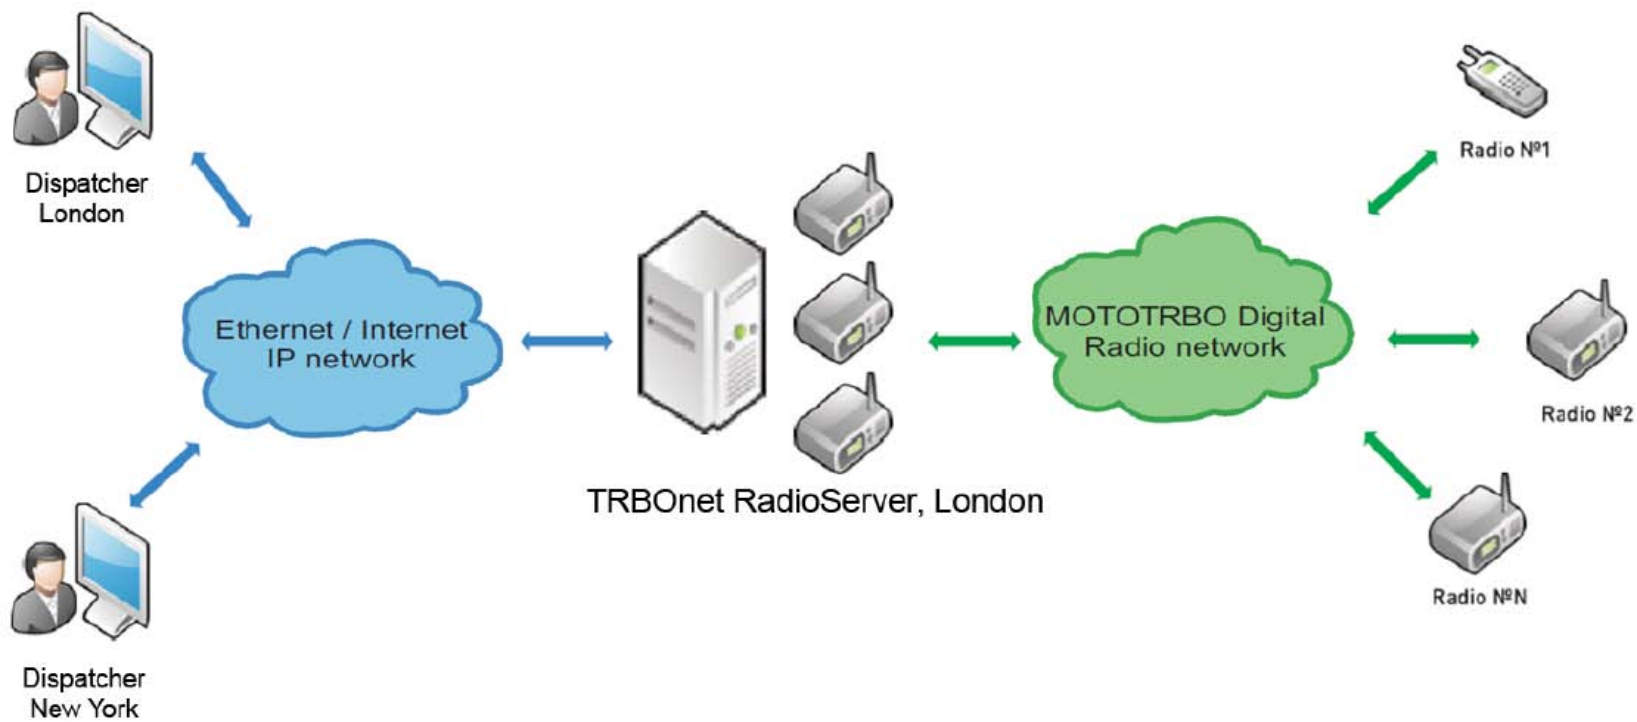 Dispatcher
London
Ethernet / Internet
IP network
Dispatcher
New York
TRBOnet RadioServer, London
MOTOTRBO Digital
Radio network
Radio Nº1
Radio Nº2
Radio NºN